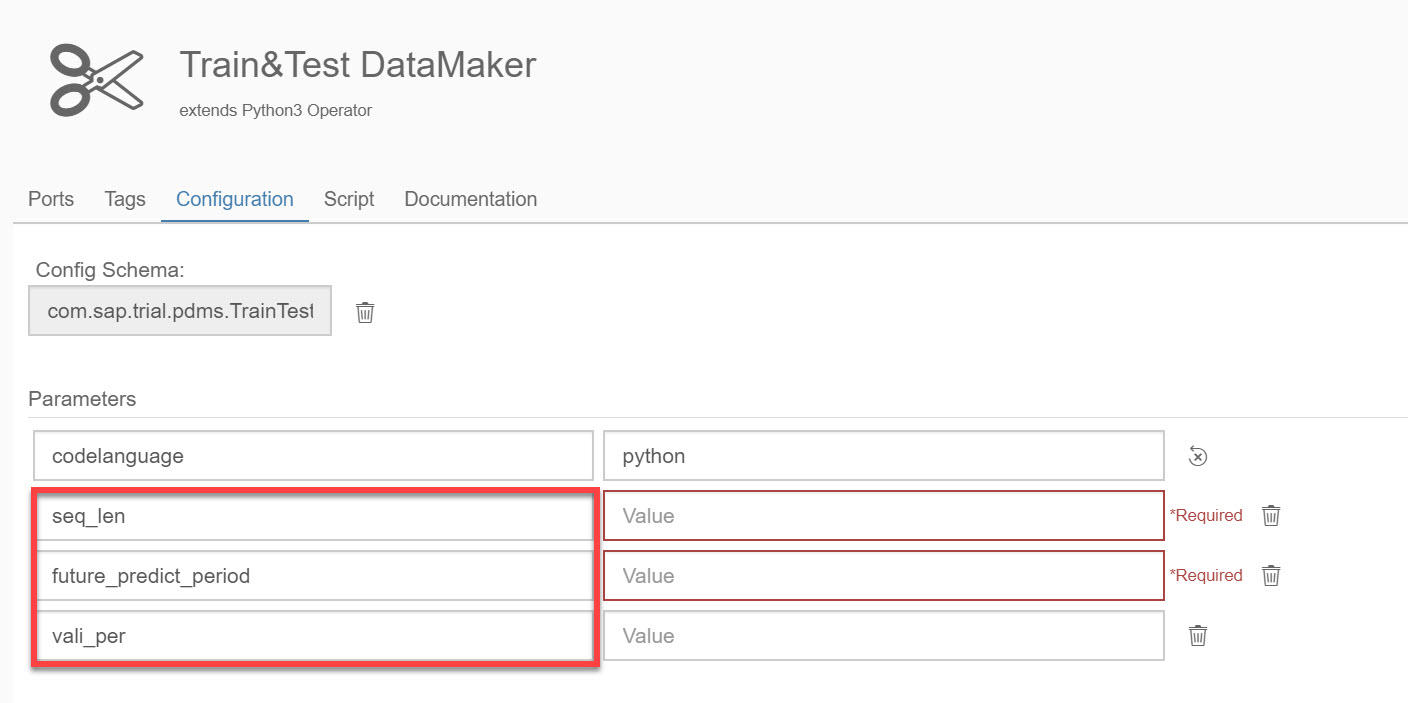 Train&Test DataMaker
extends Python3 Operator
Ports Tags Configuration Script Documentation
Config Schema:
com.sap.trial.pdms.TrainTest
Parameters
codelanguage python
seq_len Value *Required
future_predict_period Value *Required
vali_per Value